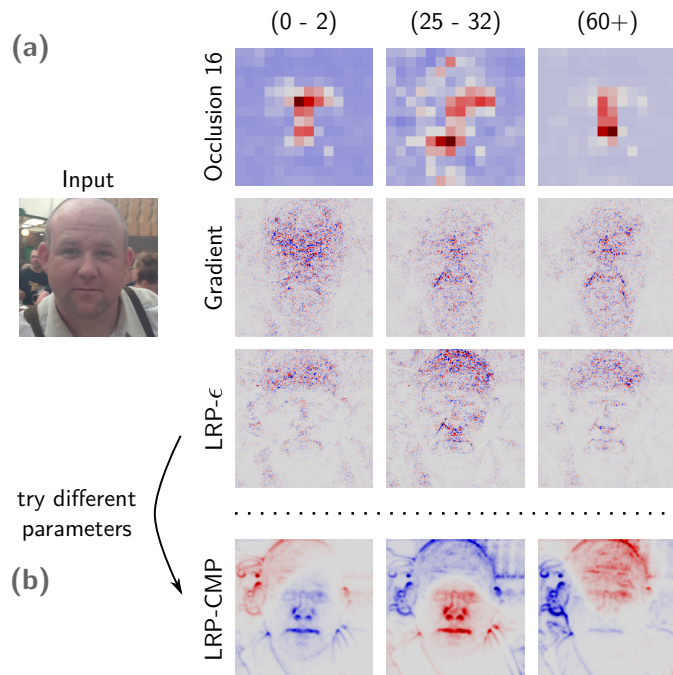 (a)
(0 - 2)
(25 - 32)
(60+)
Occlusion 16
Input
Gradient
LRP-ϵ
try different
parameters
(b)
LRP-CMP